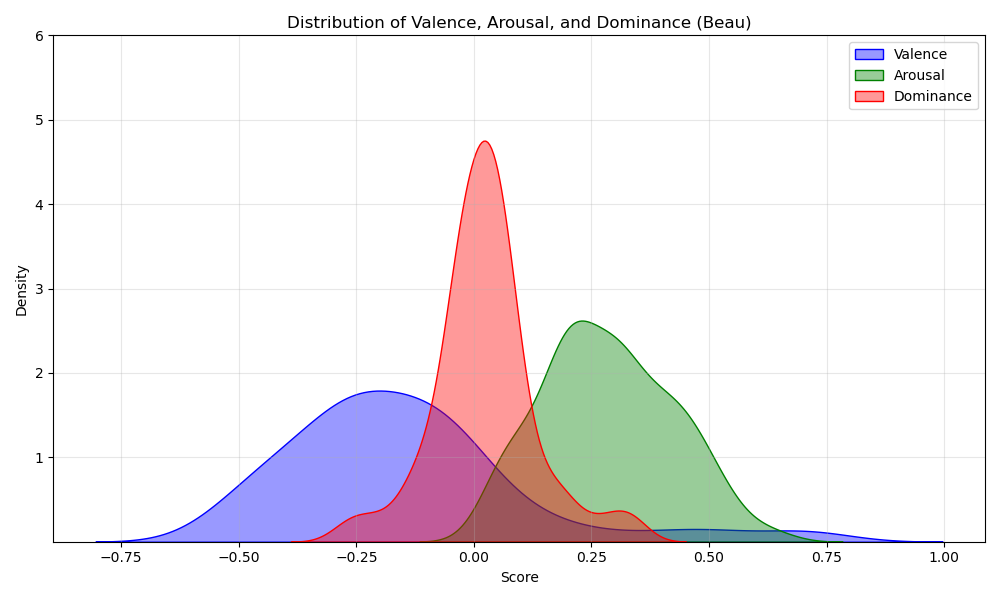 Distribution of Valence, Arousal, and Dominance (Beau)
Valence
Arousal
Dominance
Density
6
5
4
3
2
1
−0.75
−0.50
−0.25
0.00
0.25
0.50
0.75
1.00
Score